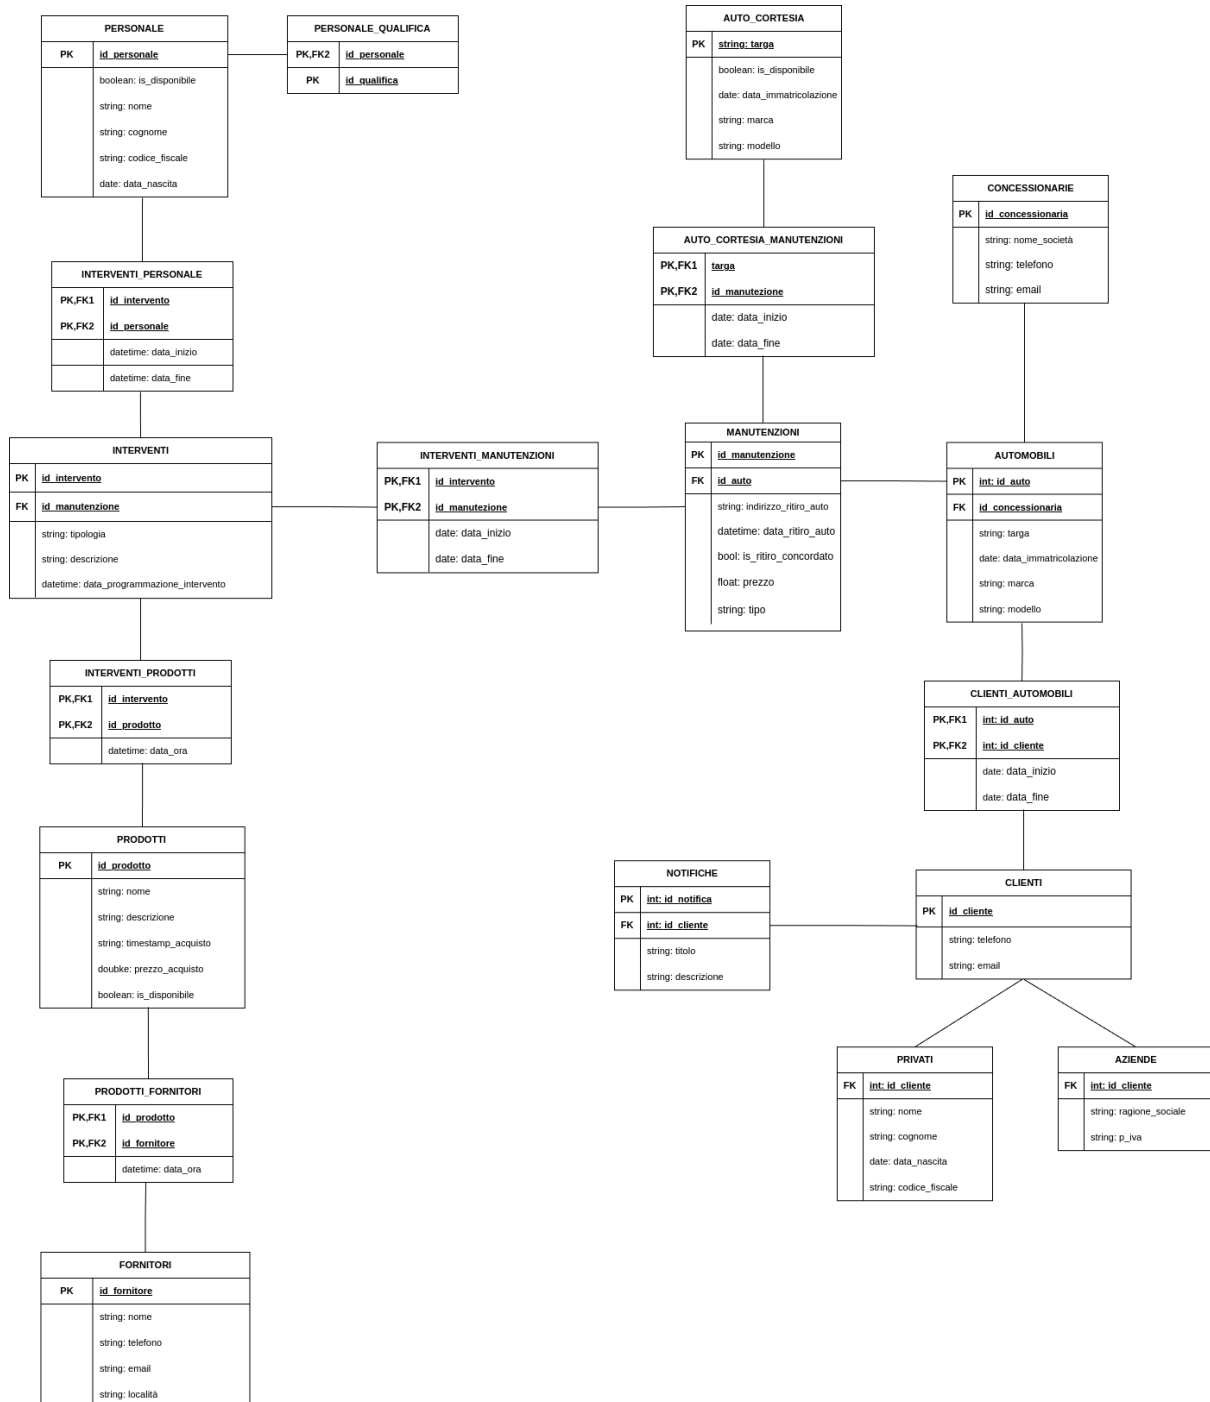 PERSONALE
PK id_personale
boolean: is_disponibile
string: nome
string: cognome
string: codice_fiscale
date: data_nascita
PERSONALE_QUALIFICA
PK,FK2 id_personale
PK id_qualifica
AUTO_CORTESIA
PK string: targa
boolean: is_disponibile
date: data_immatricolazione
string: marca
string: modello
CONCESSIONARIE
PK id_concessionaria
string: nome_società
string: telefono
string: email
AUTO_CORTESIA_MANUTENZIONI
PK,FK1 targa
PK,FK2 id_manutezione
date: data_inizio
date: data_fine
INTERVENTI_PERSONALE
PK,FK1 id_intervento
PK,FK2 id_personale
datetime: data_inizio
datetime: data_fine
INTERVENTI
PK id_intervento
FK id_manutenzione
string: tipologia
string: descrizione
datetime: data_programmazione_intervento
INTERVENTI_MANUTENZIONI
PK,FK1 id_intervento
PK,FK2 id_manutezione
date: data_inizio
date: data_fine
MANUTENZIONI
PK id_manutenzione
FK id_auto
string: indirizzo_ritiro_auto
datetime: data_ritiro_auto
bool: is_ritiro_concordato
float: prezzo
string: tipo
AUTOMOBILI
PK int: id_auto
FK id_concessionaria
string: targa
date: data_immatricolazione
string: marca
string: modello
INTERVENTI_PRODOTTI
PK,FK1 id_intervento
PK,FK2 id_prodotto
datetime: data_ora
CLIENTI_AUTOMOBILI
PK,FK1 int: id_auto
PK,FK2 int: id_cliente
date: data_inizio
date: data_fine
PRODOTTI
PK id_prodotto
string: nome
string: descrizione
string: timestamp_acquisto
doubke: prezzo_acquisto
boolean: is_disponibile
NOTIFICHE
PK int: id_notifica
FK int: id_cliente
string: titolo
string: descrizione
CLIENTI
PK id_cliente
string: telefono
string: email
PRIVATI
FK int: id_cliente
string: nome
string: cognome
date: data_nascita
string: codice_fiscale
AZIENDE
FK int: id_cliente
string: ragione_sociale
string: p_iva
PRODOTTI_FORNITORI
PK,FK1 id_prodotto
PK,FK2 id_fornitore
datetime: data_ora
FORNITORI
PK id_fornitore
string: nome
string: telefono
string: email
string: località